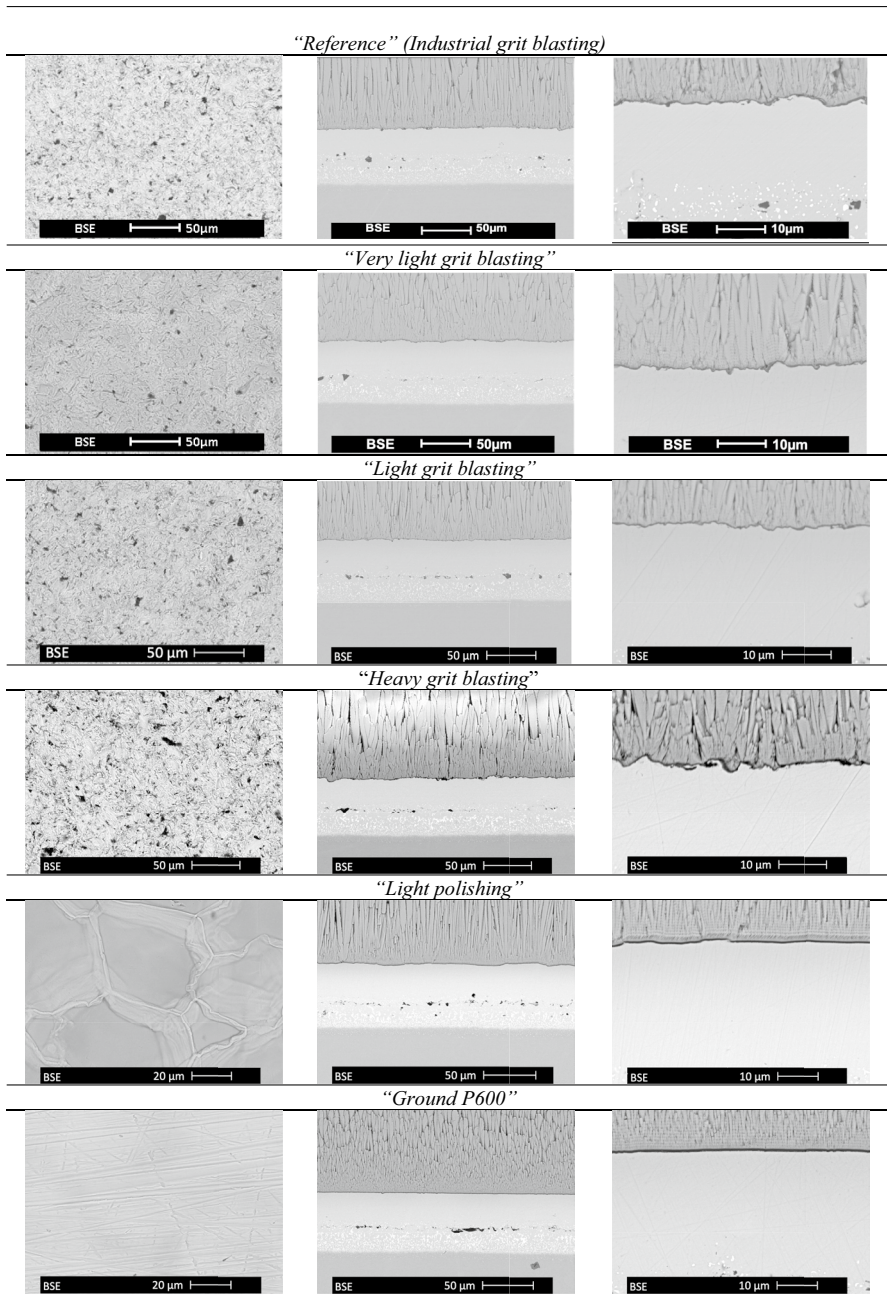 “Reference” (Industrial grit blasting)
BSE 50µm BSE 50µm BSE 10µm
“Very light grit blasting”
BSE 50µm BSE 50µm BSE 10µm
“Light grit blasting”
BSE 50 µm BSE 50 µm BSE 10 µm
“Heavy grit blasting”
BSE 50 µm BSE 50 µm BSE 10 µm
“Light polishing”
BSE 20 µm BSE 50 µm BSE 10 µm
“Ground P600”
BSE 20 µm BSE 50 µm BSE 10 µm